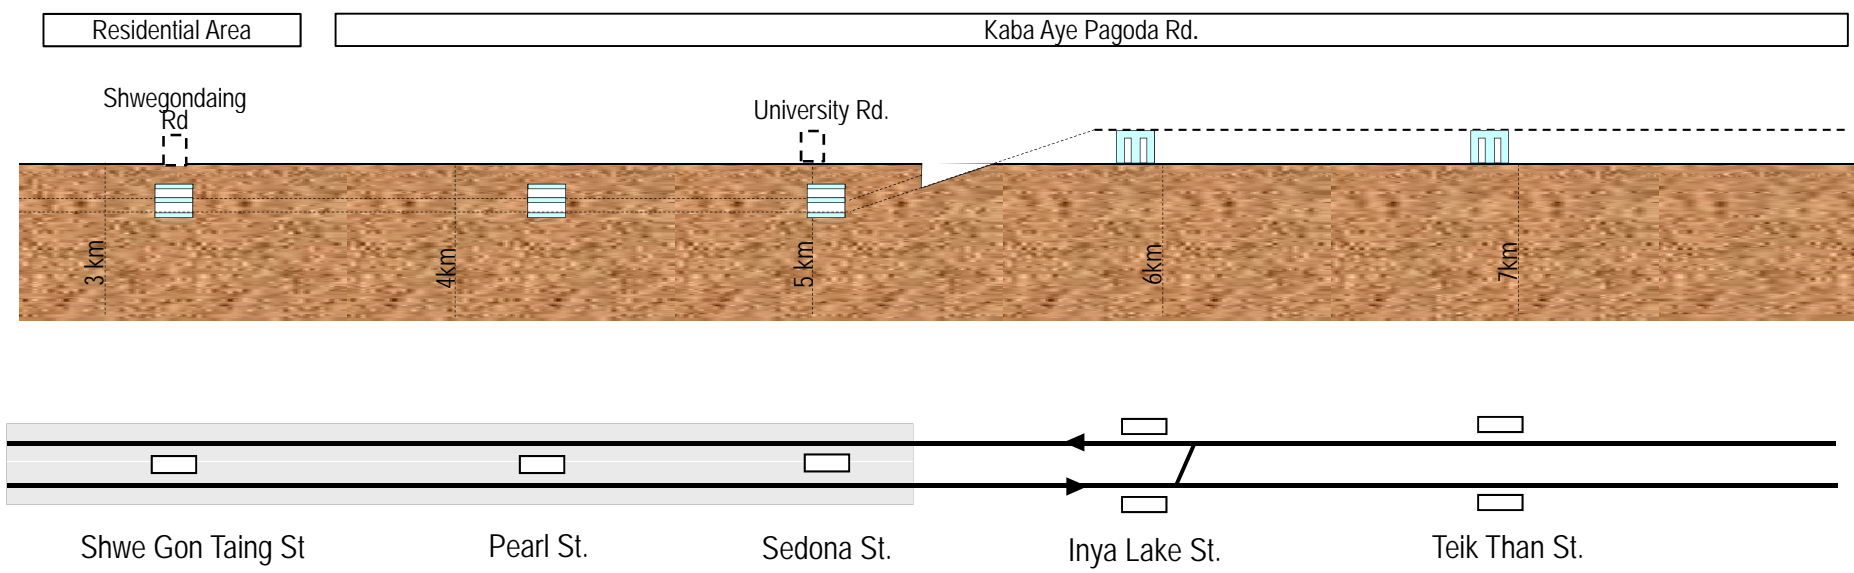 Residential Area
Kaba Aye Pagoda Rd.
Shwegondaing
Rd
University Rd.
3 km
4km
5 km
6km
7km
Shwe Gon Taing St
Pearl St.
Sedona St.
Inya Lake St.
Teik Than St.